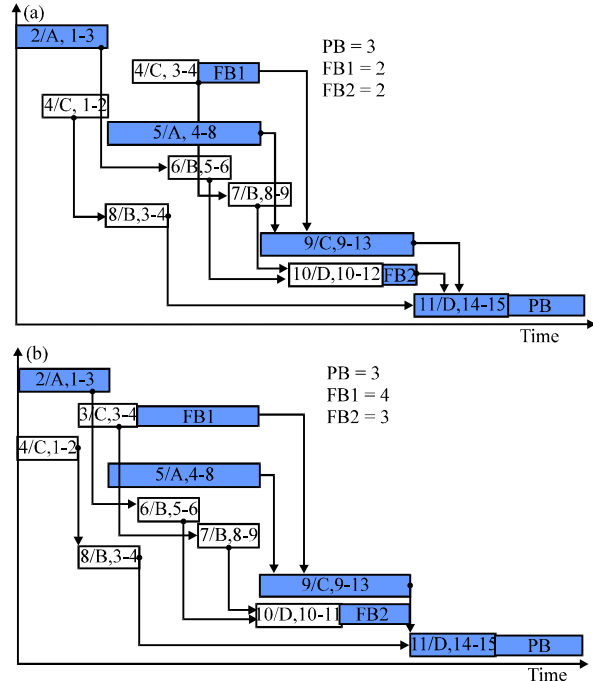 (a)
2/A, 1-3
PB = 3
FB1 = 2
FB2 = 2
4/C, 3-4
FB1
4/C, 1-2
5/A, 4-8
6/B,5-6
7/B,8-9
8/B,3-4
9/C,9-13
10/D,10-12
FB2
11/D,14-15
PB
Time
(b)
2/A,1-3
PB = 3
FB1 = 4
FB2 = 3
3/C,3-4
FB1
4/C,1-2
5/A,4-8
6/B,5-6
7/B,8-9
8/B,3-4
9/C,9-13
10/D,10-11
FB2
11/D,14-15
PB
Time